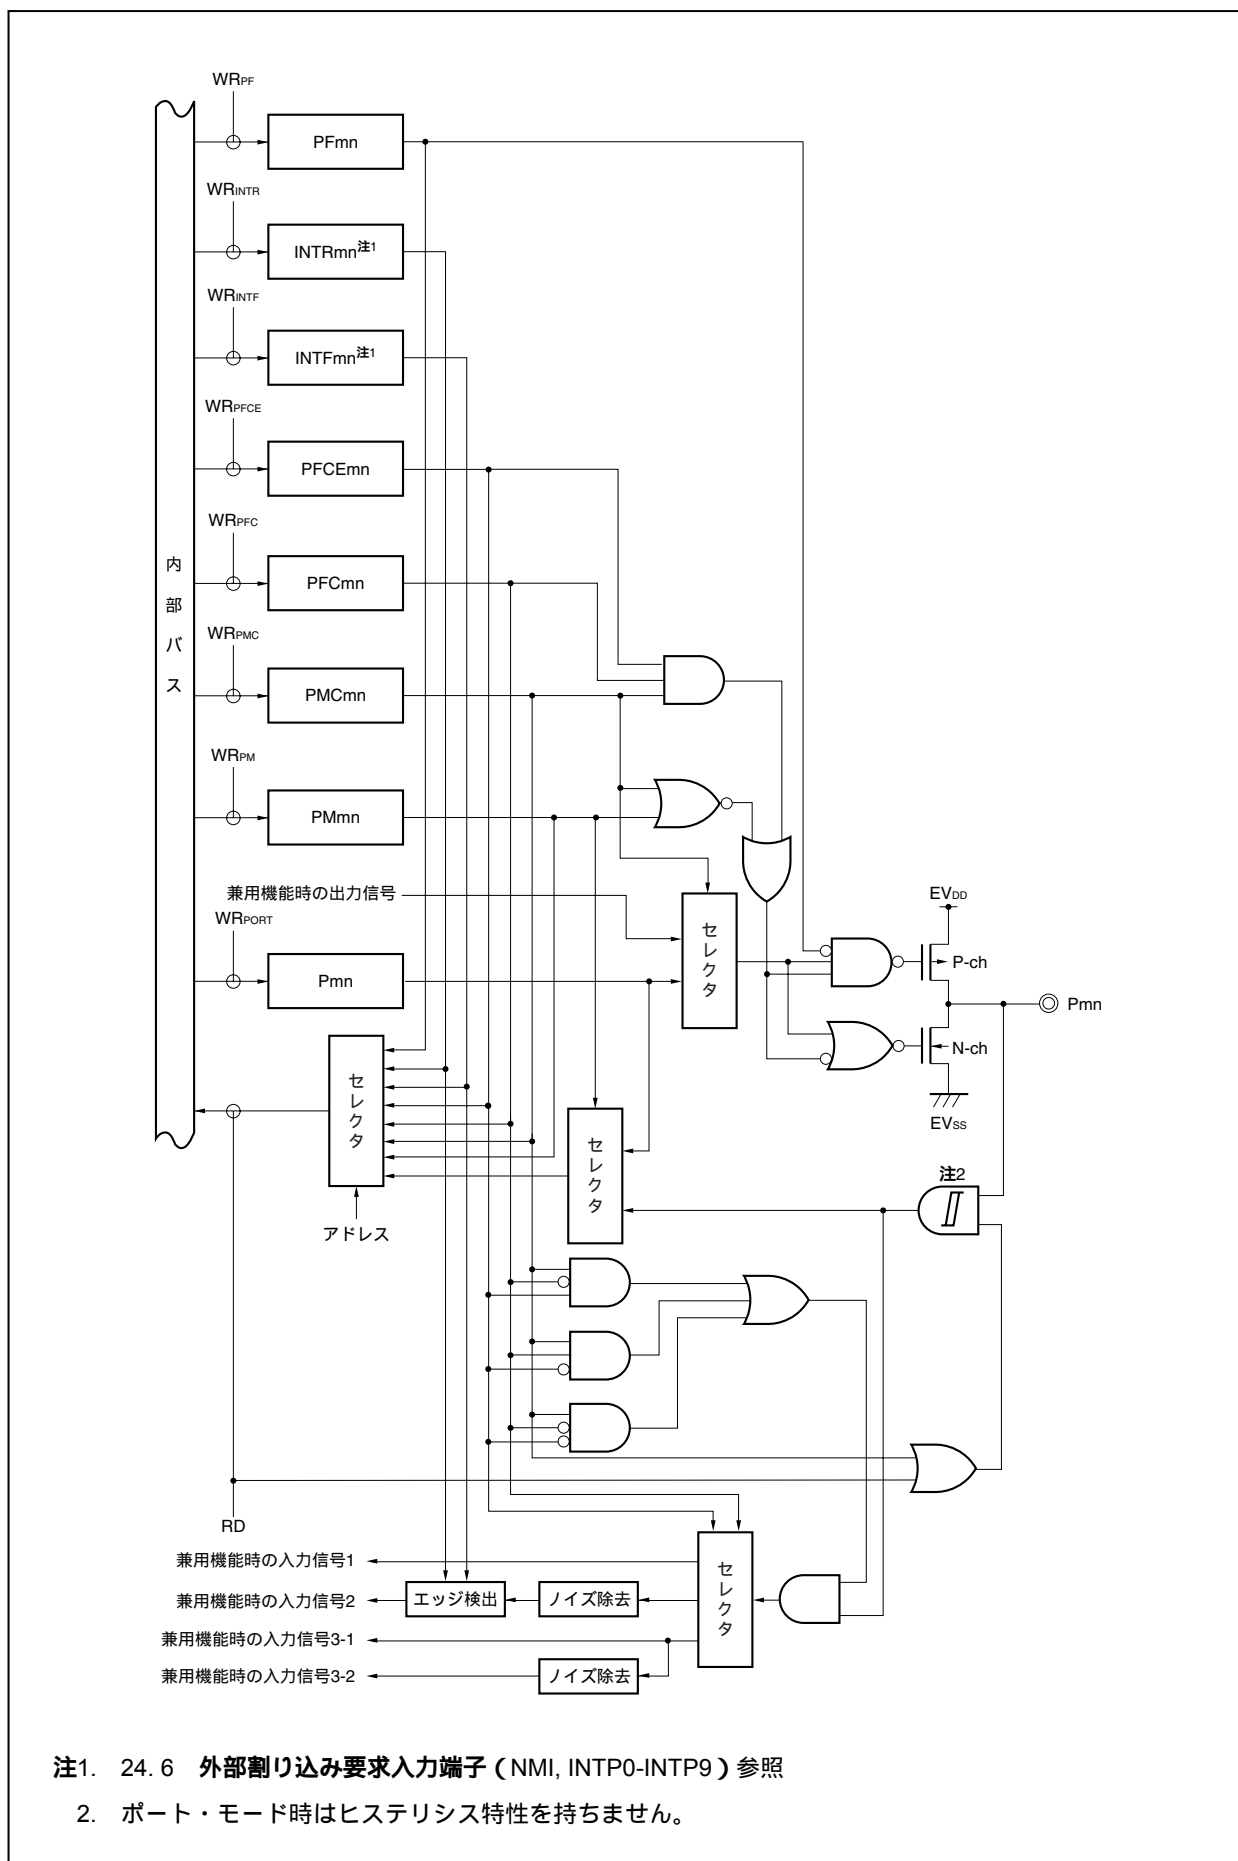 WRPF
PFmn
WRINTR
INTRmn注1
WRINTF
INTFmn注1
WRPFCE
PFCEmn
WRPFC
PFCmn
内部バス
WRPMC
PMCmn
WRPM
PMmn
兼用機能時の出力信号
WRPORT
Pmn
セレクタ
EVDD
P-ch
Pmn
N-ch
EVSS
セレクタ
セレクタ
注2
アドレス
RD
兼用機能時の入力信号1
セレクタ
兼用機能時の入力信号2
エッジ検出
ノイズ除去
兼用機能時の入力信号3-1
兼用機能時の入力信号3-2
ノイズ除去
注1. 24. 6 外部割り込み要求入力端子（NMI, INTP0-INTP9）参照
2. ポート・モード時はヒステリシス特性を持ちません。